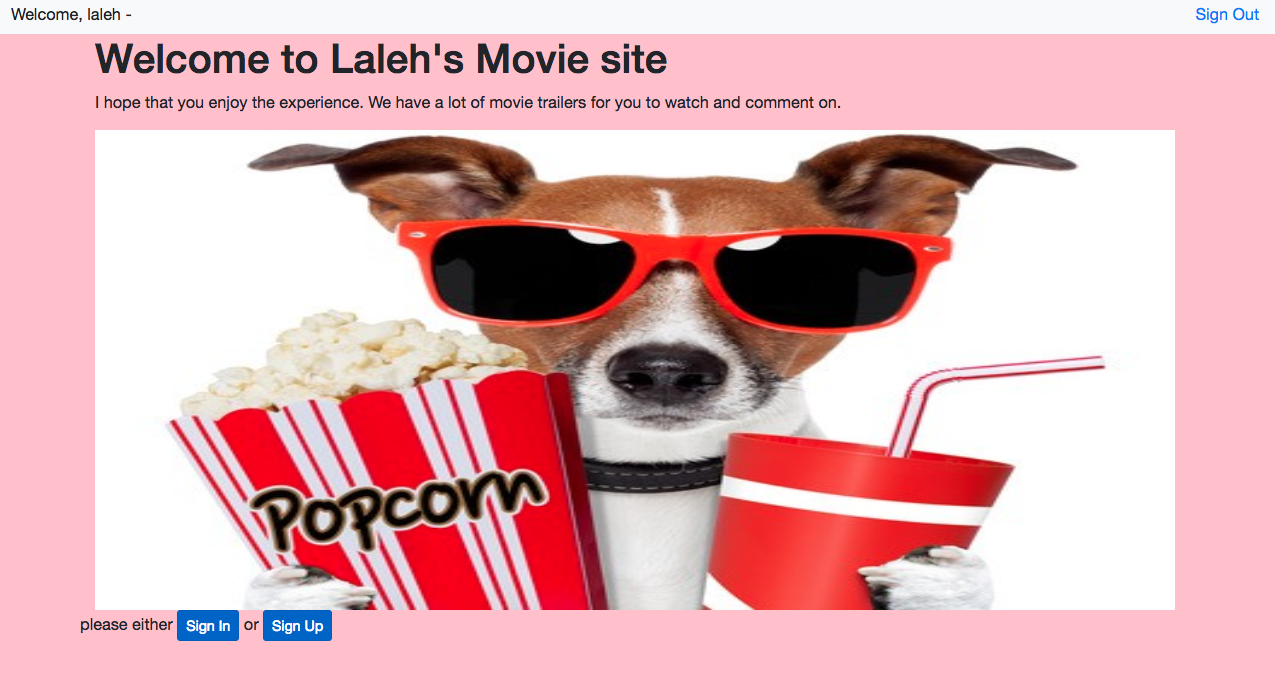 Welcome, laleh - Sign Out
Welcome to Laleh's Movie site
I hope that you enjoy the experience. We have a lot of movie trailers for you to watch and comment on.
Popcorn
please either Sign In or Sign Up